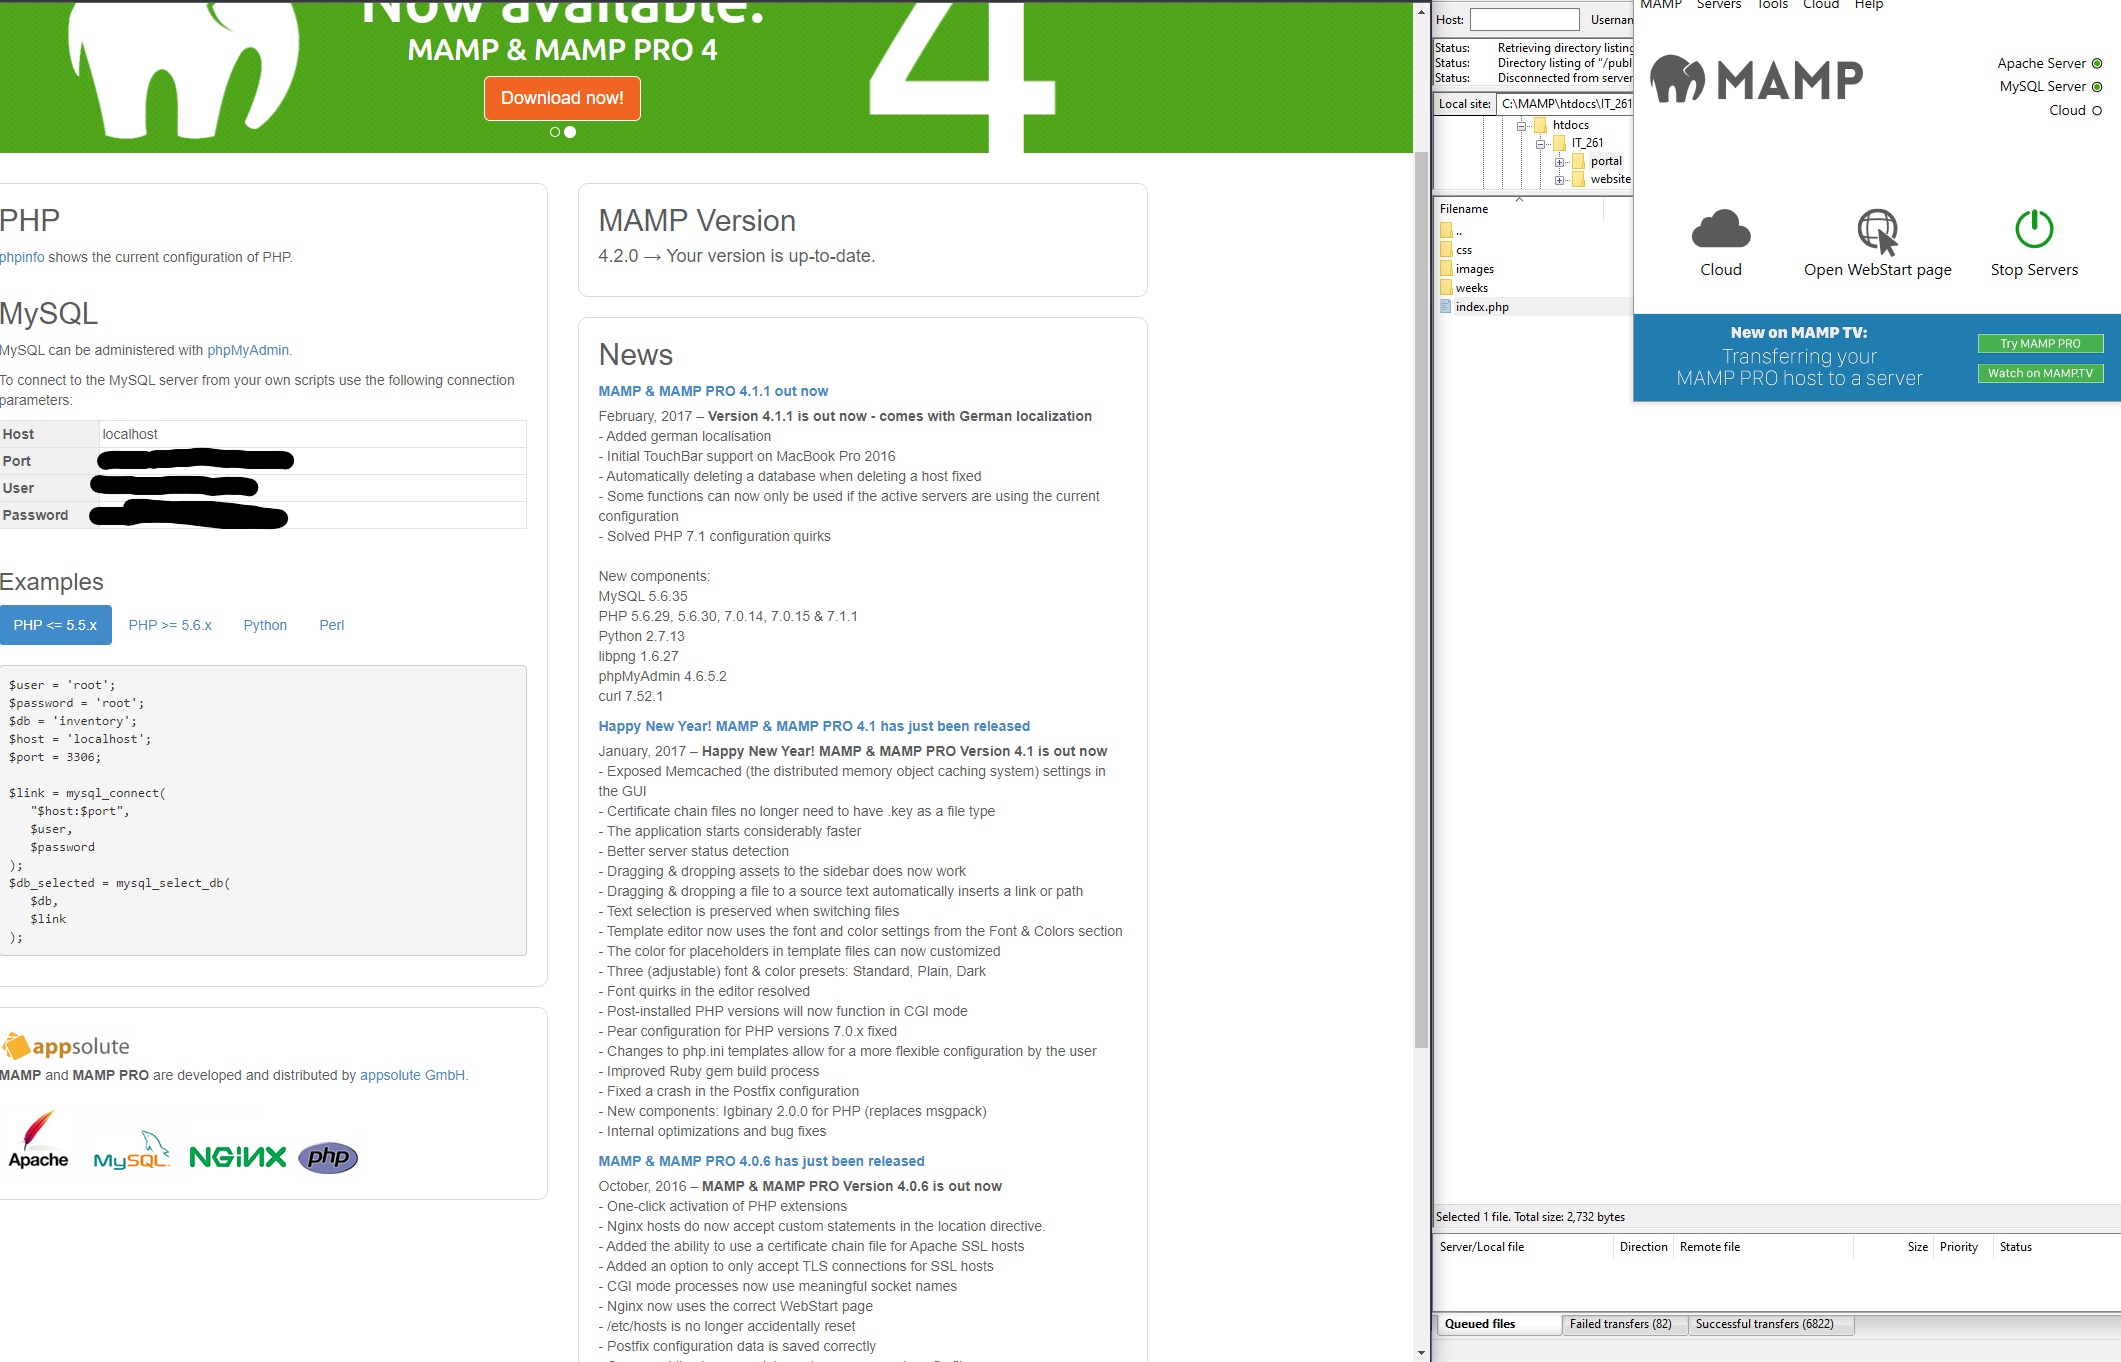 Now available.
MAMP & MAMP PRO 4
Download now!
4
PHP
phpinfo shows the current configuration of PHP.
MySQL
MySQL can be administered with phpMyAdmin.
To connect to the MySQL server from your own scripts use the following connection
parameters:
Host localhost
Port
User
Password
Examples
PHP <= 5.5.x PHP >= 5.6.x Python Perl
$user = 'root';
$password = 'root';
$db = 'inventory';
$host = 'localhost';
$port = 3306;
$link = mysql_connect(
"$host:$port",
$user,
$password
);
$db_selected = mysql_select_db(
$db,
$link
);
appsolute
MAMP and MAMP PRO are developed and distributed by appsolute GmbH.
Apache MySQL NGiNX php
MAMP Version
4.2.0 → Your version is up-to-date.
News
MAMP & MAMP PRO 4.1.1 out now
February, 2017 – Version 4.1.1 is out now - comes with German localization
- Added german localisation
- Initial TouchBar support on MacBook Pro 2016
- Automatically deleting a database when deleting a host fixed
- Some functions can now only be used if the active servers are using the current
configuration
- Solved PHP 7.1 configuration quirks
New components:
MySQL 5.6.35
PHP 5.6.29, 5.6.30, 7.0.14, 7.0.15 & 7.1.1
Python 2.7.13
libpng 1.6.27
phpMyAdmin 4.6.5.2
curl 7.52.1
Happy New Year! MAMP & MAMP PRO 4.1 has just been released
January, 2017 – Happy New Year! MAMP & MAMP PRO Version 4.1 is out now
- Exposed Memcached (the distributed memory object caching system) settings in
the GUI
- Certificate chain files no longer need to have .key as a file type
- The application starts considerably faster
- Better server status detection
- Dragging & dropping assets to the sidebar does now work
- Dragging & dropping a file to a source text automatically inserts a link or path
- Text selection is preserved when switching files
- Template editor now uses the font and color settings from the Font & Colors section
- The color for placeholders in template files can now customized
- Three (adjustable) font & color presets: Standard, Plain, Dark
- Font quirks in the editor resolved
- Post-installed PHP versions will now function in CGI mode
- Pear configuration for PHP versions 7.0.x fixed
- Changes to php.ini templates allow for a more flexible configuration by the user
- Improved Ruby gem build process
- Fixed a crash in the Postfix configuration
- New components: Igbinary 2.0.0 for PHP (replaces msgpack)
- Internal optimizations and bug fixes
MAMP & MAMP PRO 4.0.6 has just been released
October, 2016 – MAMP & MAMP PRO Version 4.0.6 is out now
- One-click activation of PHP extensions
- Nginx hosts do now accept custom statements in the location directive.
- Added the ability to use a certificate chain file for Apache SSL hosts
- Added an option to only accept TLS connections for SSL hosts
- CGI mode processes now use meaningful socket names
- Nginx now uses the correct WebStart page
- /etc/hosts is no longer accidentally reset
- Postfix configuration data is saved correctly
Host: Usernan
Status: Retrieving directory listing
Status: Directory listing of "/publ
Status: Disconnected from server
Local site: C:\MAMP\htdocs\IT_261
htdocs
IT_261
portal
website
Filename
..
css
images
weeks
index.php
MAMP Servers Tools Cloud Help
MAMP
Apache Server
MySQL Server
Cloud
Cloud Open WebStart page Stop Servers
New on MAMP TV:
Transferring your
MAMP PRO host to a server
Try MAMP PRO
Watch on MAMP.TV
Selected 1 file. Total size: 2,732 bytes
Server/Local file Direction Remote file Size Priority Status
Queued files Failed transfers (82) Successful transfers (6822)